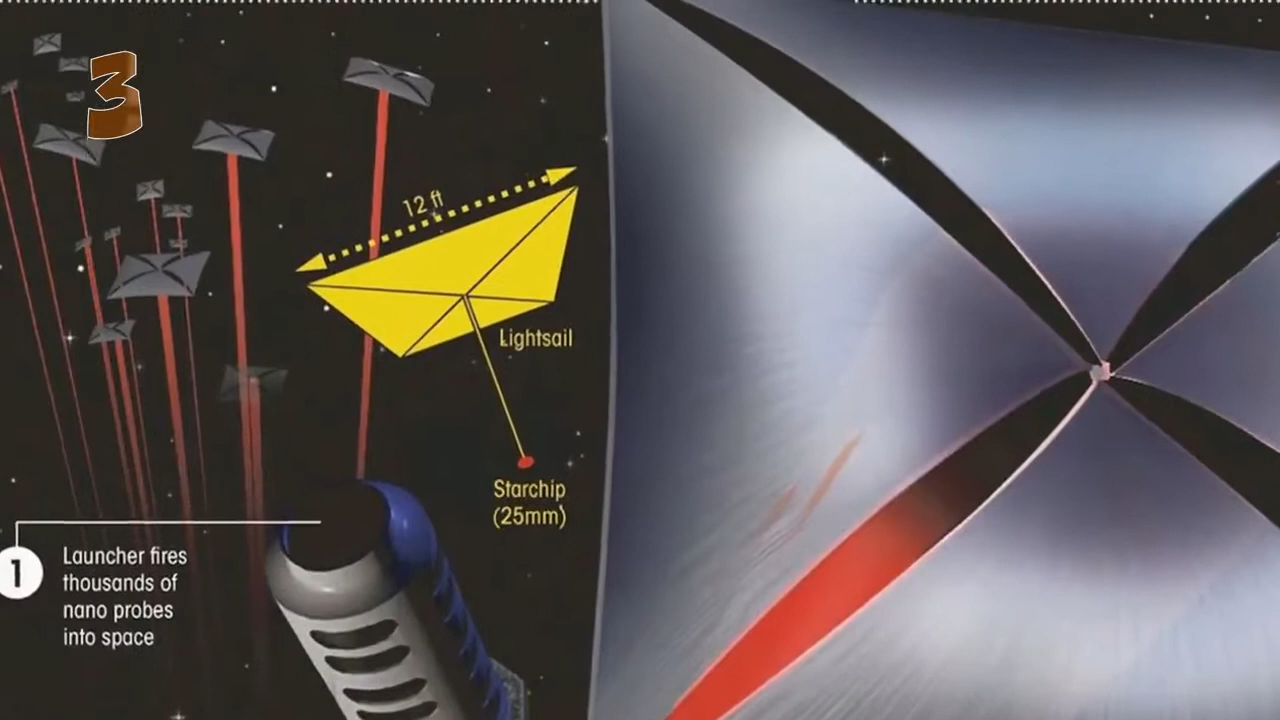 3
12 ft
Lightsail
Starchip
(25mm)
1
Launcher fires
thousands of
nano probes
into space